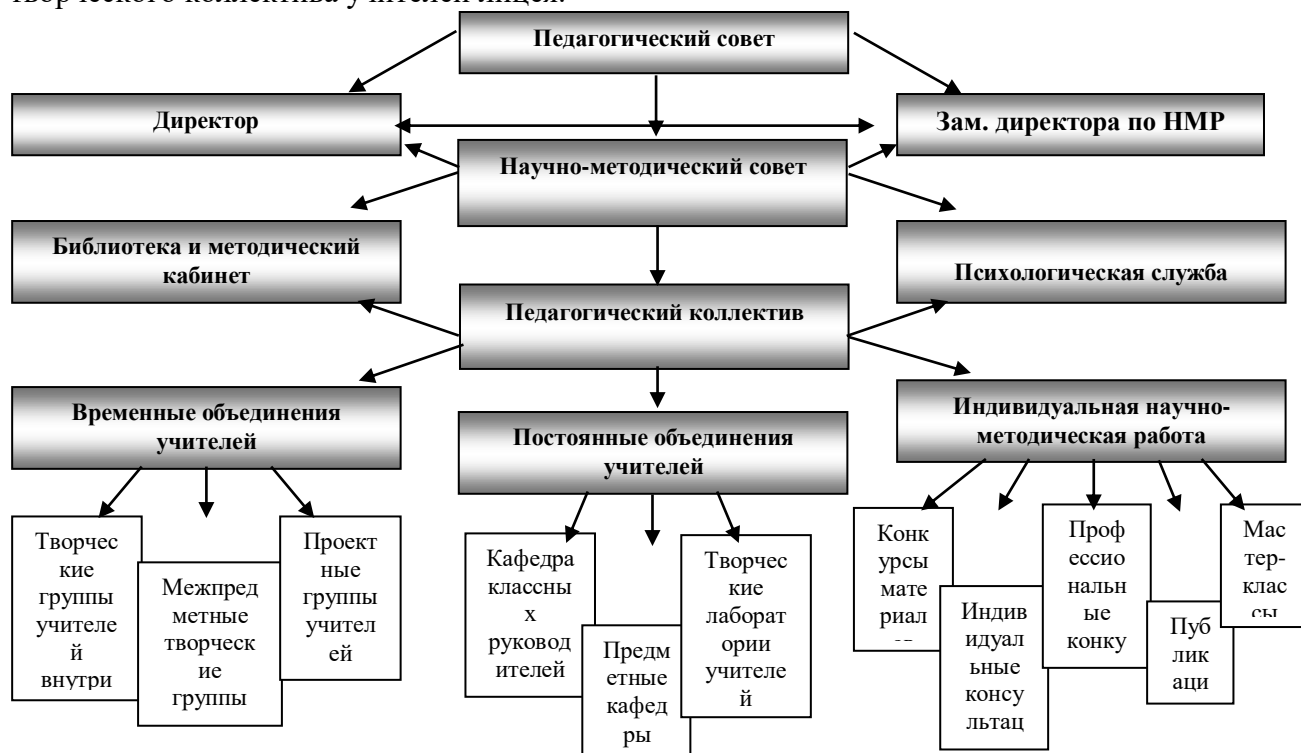 творческого коллектива учителей лицея.
Педагогический совет
Директор
Зам. директора по НМР
Научно-методический совет
Библиотека и методический
кабинет
Психологическая служба
Педагогический коллектив
Временные объединения
учителей
Постоянные объединения
учителей
Индивидуальная научно-
методическая работа
Творчес
кие
группы
учителе
й
внутри
Межпред
метные
творческ
ие
группы
Проект
ные
группы
учител
ей
Кафедра
классны
х
руковод
ителей
Предм
етные
кафед
ры
Творчес
кие
лаборат
ории
учителе
й
Конк
урсы
мате
риал
Индив
идуал
ьные
консу
льтац
Проф
ессио
нальн
ые
конку
Пуб
лик
аци
Мас
тер-
клас
сы